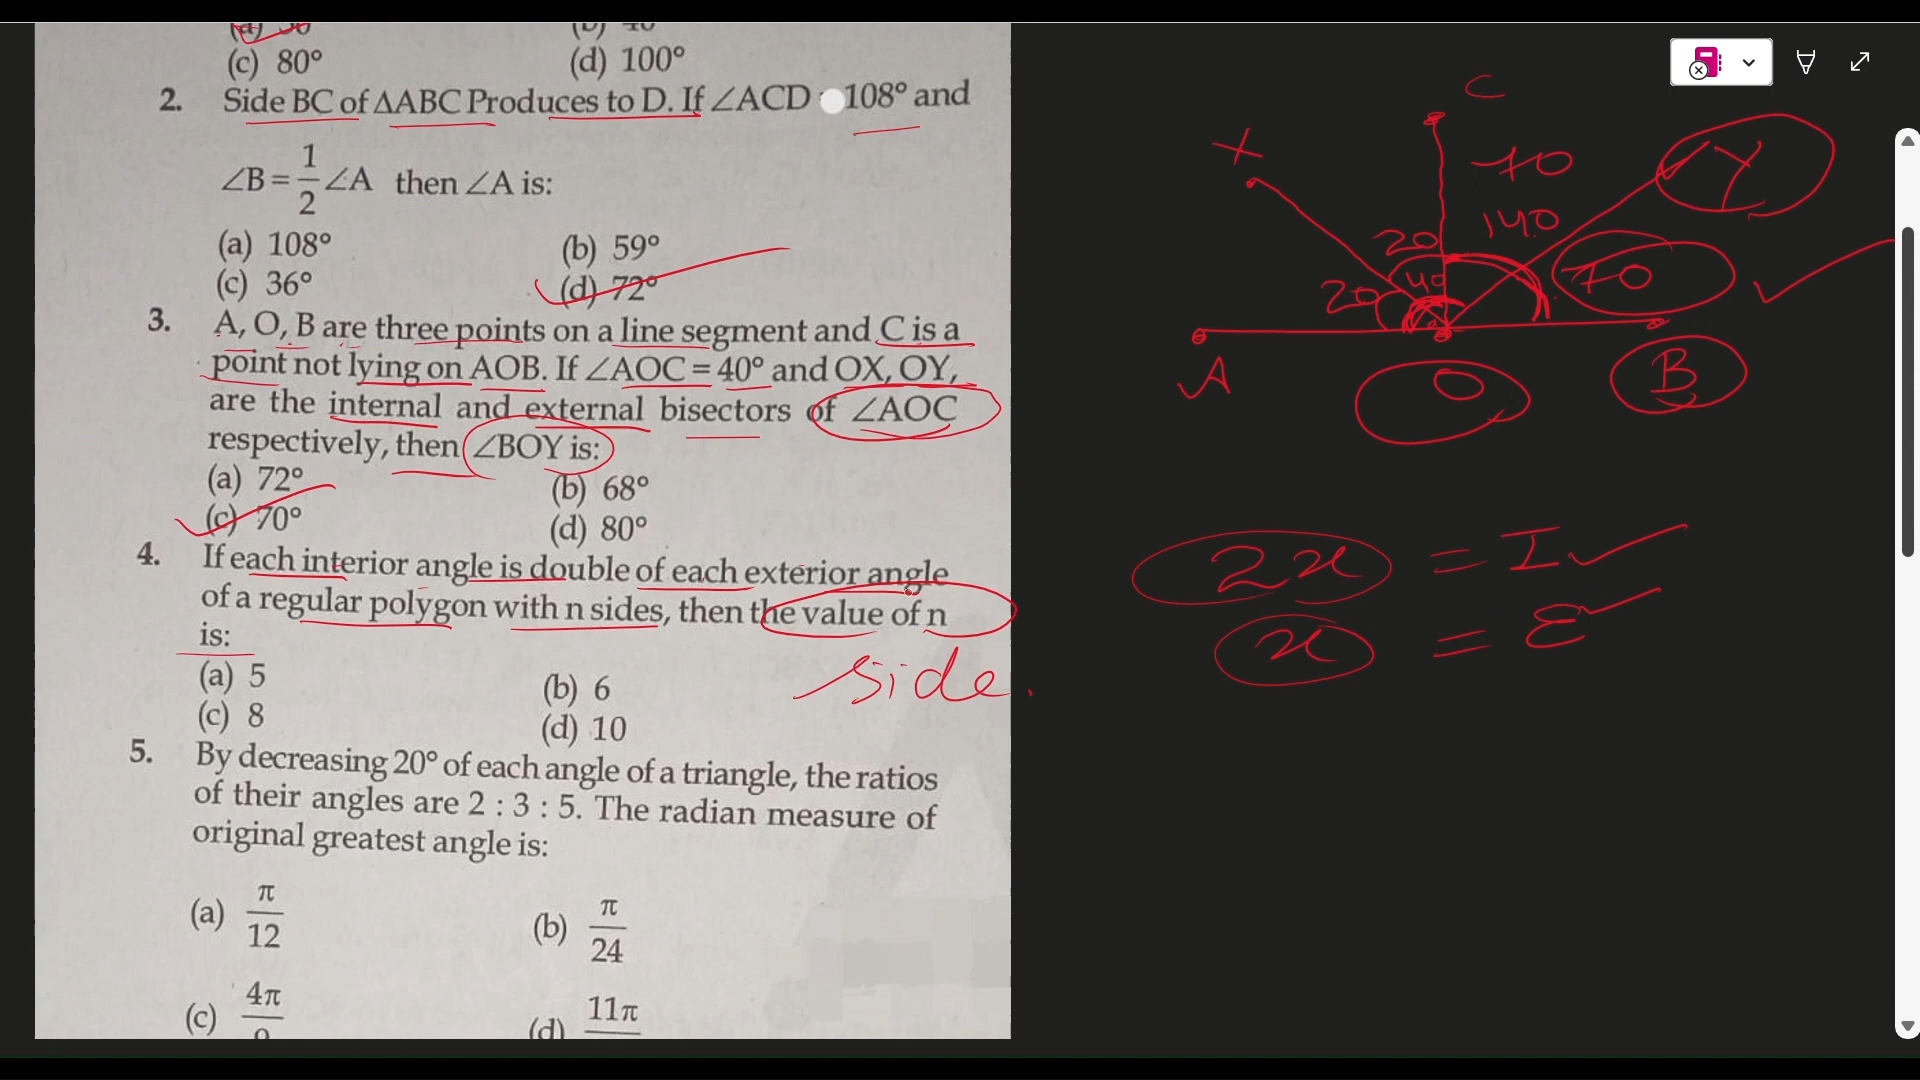 (c) 80° (d) 100°
2. Side BC of ΔABC Produces to D. If ∠ACD 108° and
∠B = 1/2 ∠A then ∠A is:
(a) 108° (b) 59°
(c) 36° (d) 72°
3. A, O, B are three points on a line segment and C is a
point not lying on AOB. If ∠AOC = 40° and OX, OY,
are the internal and external bisectors of ∠AOC
respectively, then ∠BOY is:
(a) 72° (b) 68°
(c) 70° (d) 80°
4. If each interior angle is double of each exterior angle
of a regular polygon with n sides, then the value of n
is:
side.
(a) 5 (b) 6
(c) 8 (d) 10
5. By decreasing 20° of each angle of a triangle, the ratios
of their angles are 2 : 3 : 5. The radian measure of
original greatest angle is:
(a) π/12 (b) π/24
(c) 4π (d) 11π
C
X 70 Y
20 140
20 40 70
A O B
2x = I
x = E